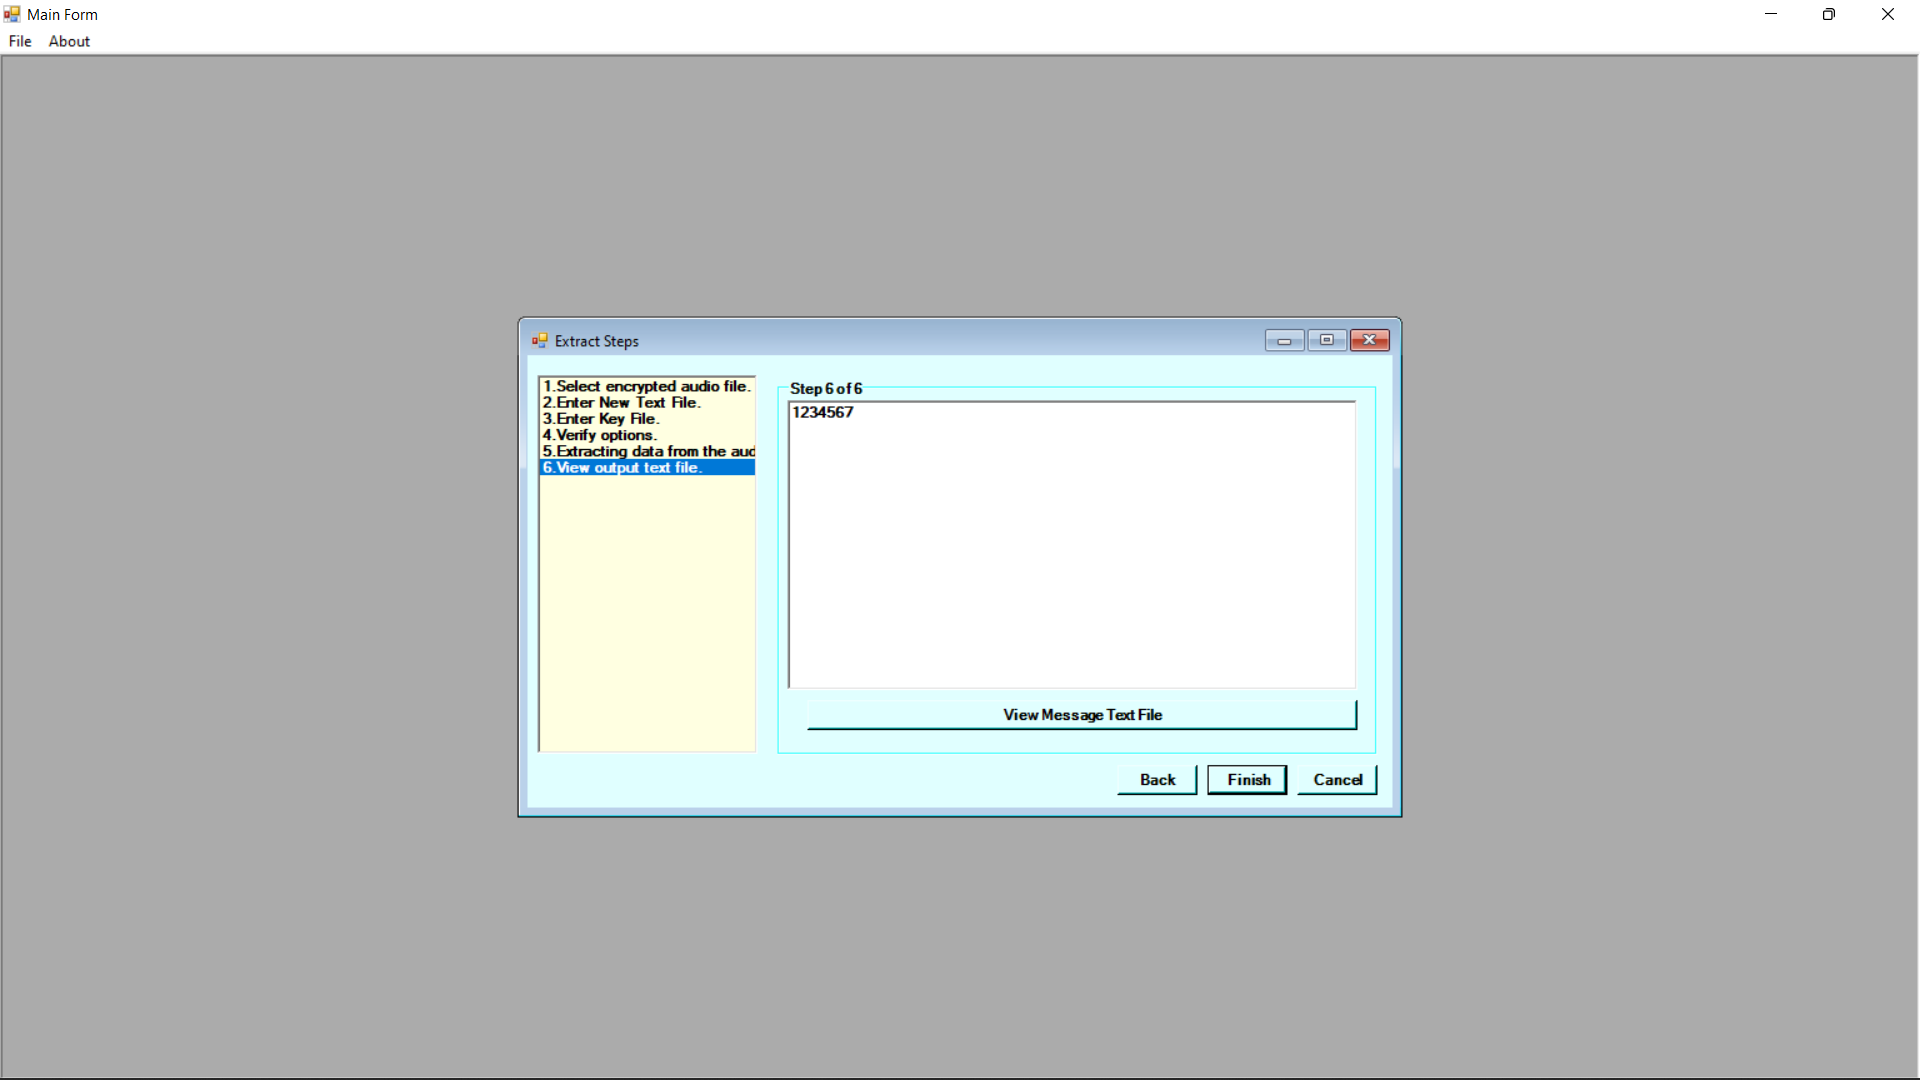 Main Form
File About
Extract Steps
1.Select encrypted audio file.
2.Enter New Text File.
3.Enter Key File.
4.Verify options.
5.Extracting data from the aud
6.View output text file.
Step 6 of 6
1234567
View Message Text File
Back Finish Cancel